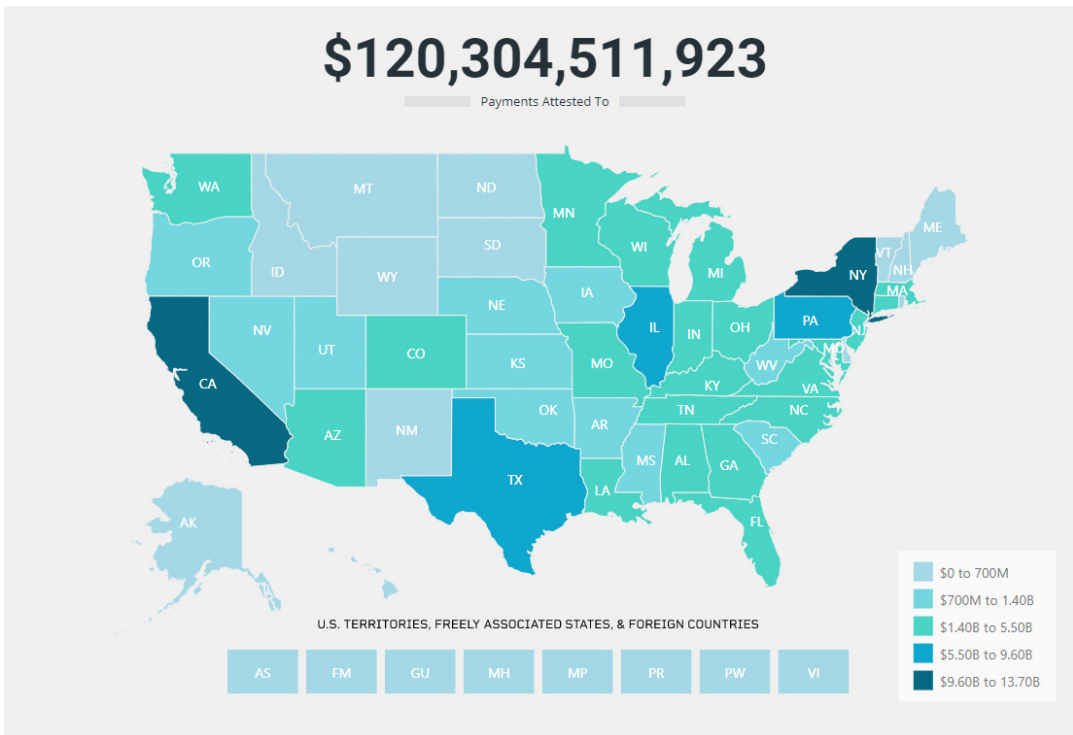 $120,304,511,923
Payments Attested To
WA
MT
ND
MN
ME
OR
ID
SD
WI
VT
NH
WY
MI
NY
MA
NV
NE
IA
IL
PA
UT
CO
KS
MO
IN
OH
NJ
MD
CA
WV
KY
VA
AZ
NM
OK
AR
TN
NC
SC
TX
MS
AL
GA
LA
FL
AK
U.S. TERRITORIES, FREELY ASSOCIATED STATES, & FOREIGN COUNTRIES
AS FM GU MH MP PR PW VI
$0 to 700M
$700M to 1.40B
$1.40B to 5.50B
$5.50B to 9.60B
$9.60B to 13.70B